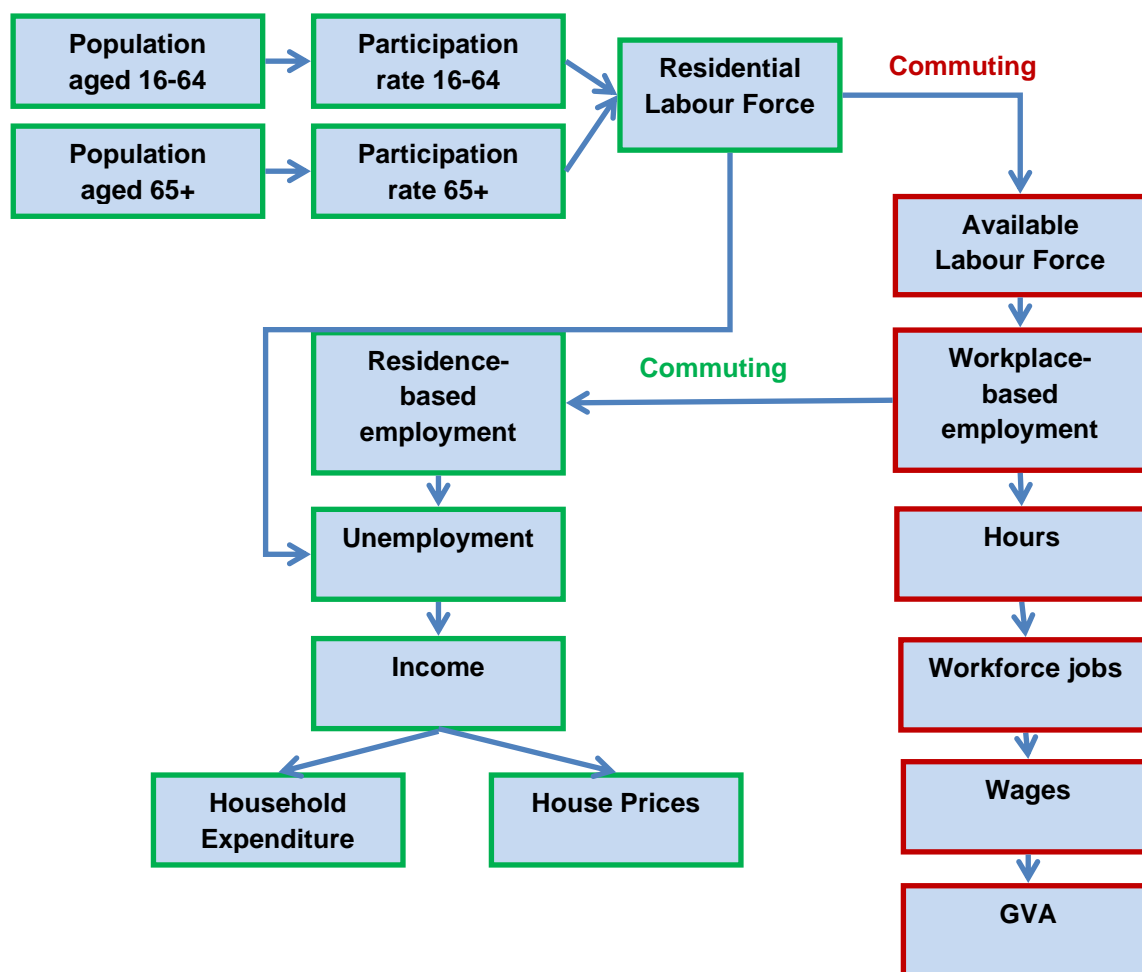 Population
aged 16-64
Participation
rate 16-64
Residential
Labour Force
Commuting
Population
aged 65+
Participation
rate 65+
Available
Labour Force
Residence-
based
employment
Commuting
Workplace-
based
employment
Unemployment
Hours
Income
Workforce jobs
Household
Expenditure
House Prices
Wages
GVA